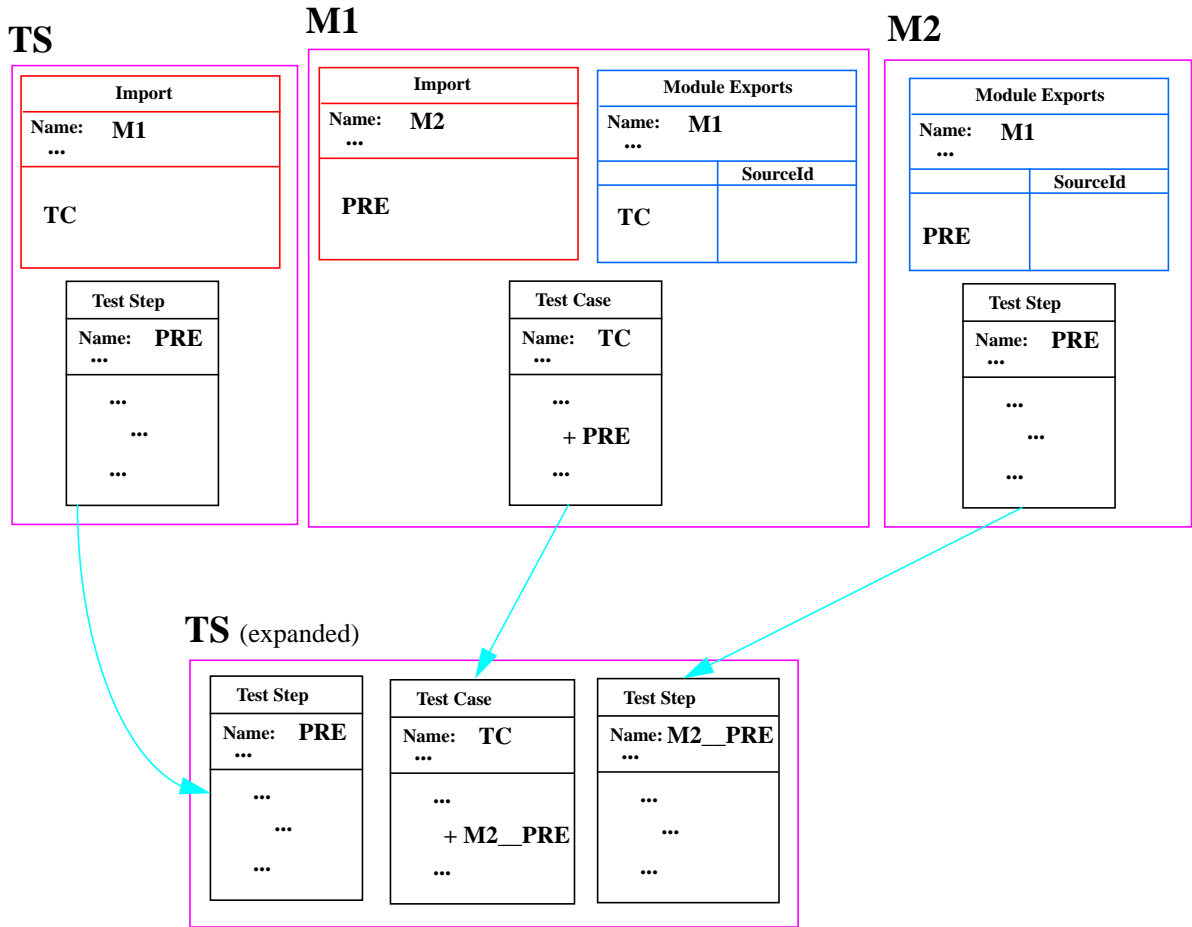 TS
Import
Name: M1
...
TC
Test Step
Name: PRE
...
...
...
...
M1
Import
Name: M2
...
PRE
Module Exports
Name: M1
...
SourceId
TC
Test Case
Name: TC
...
...
+ PRE
...
M2
Module Exports
Name: M1
...
SourceId
PRE
Test Step
Name: PRE
...
...
...
...
TS (expanded)
Test Step
Name: PRE
...
...
...
...
Test Case
Name: TC
...
...
+ M2__PRE
...
Test Step
Name: M2__PRE
...
...
...
...